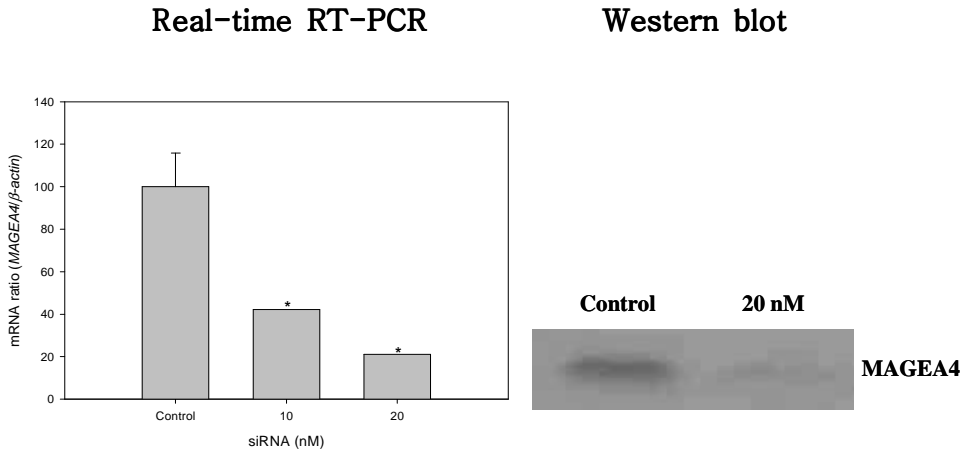 Real-time RT-PCR
Western blot
mRNA ratio (MAGEA4/β-actin)
140
120
100
80
60
40
20
0
*
*
Control 10 20
siRNA (nM)
Control 20 nM
MAGEA4